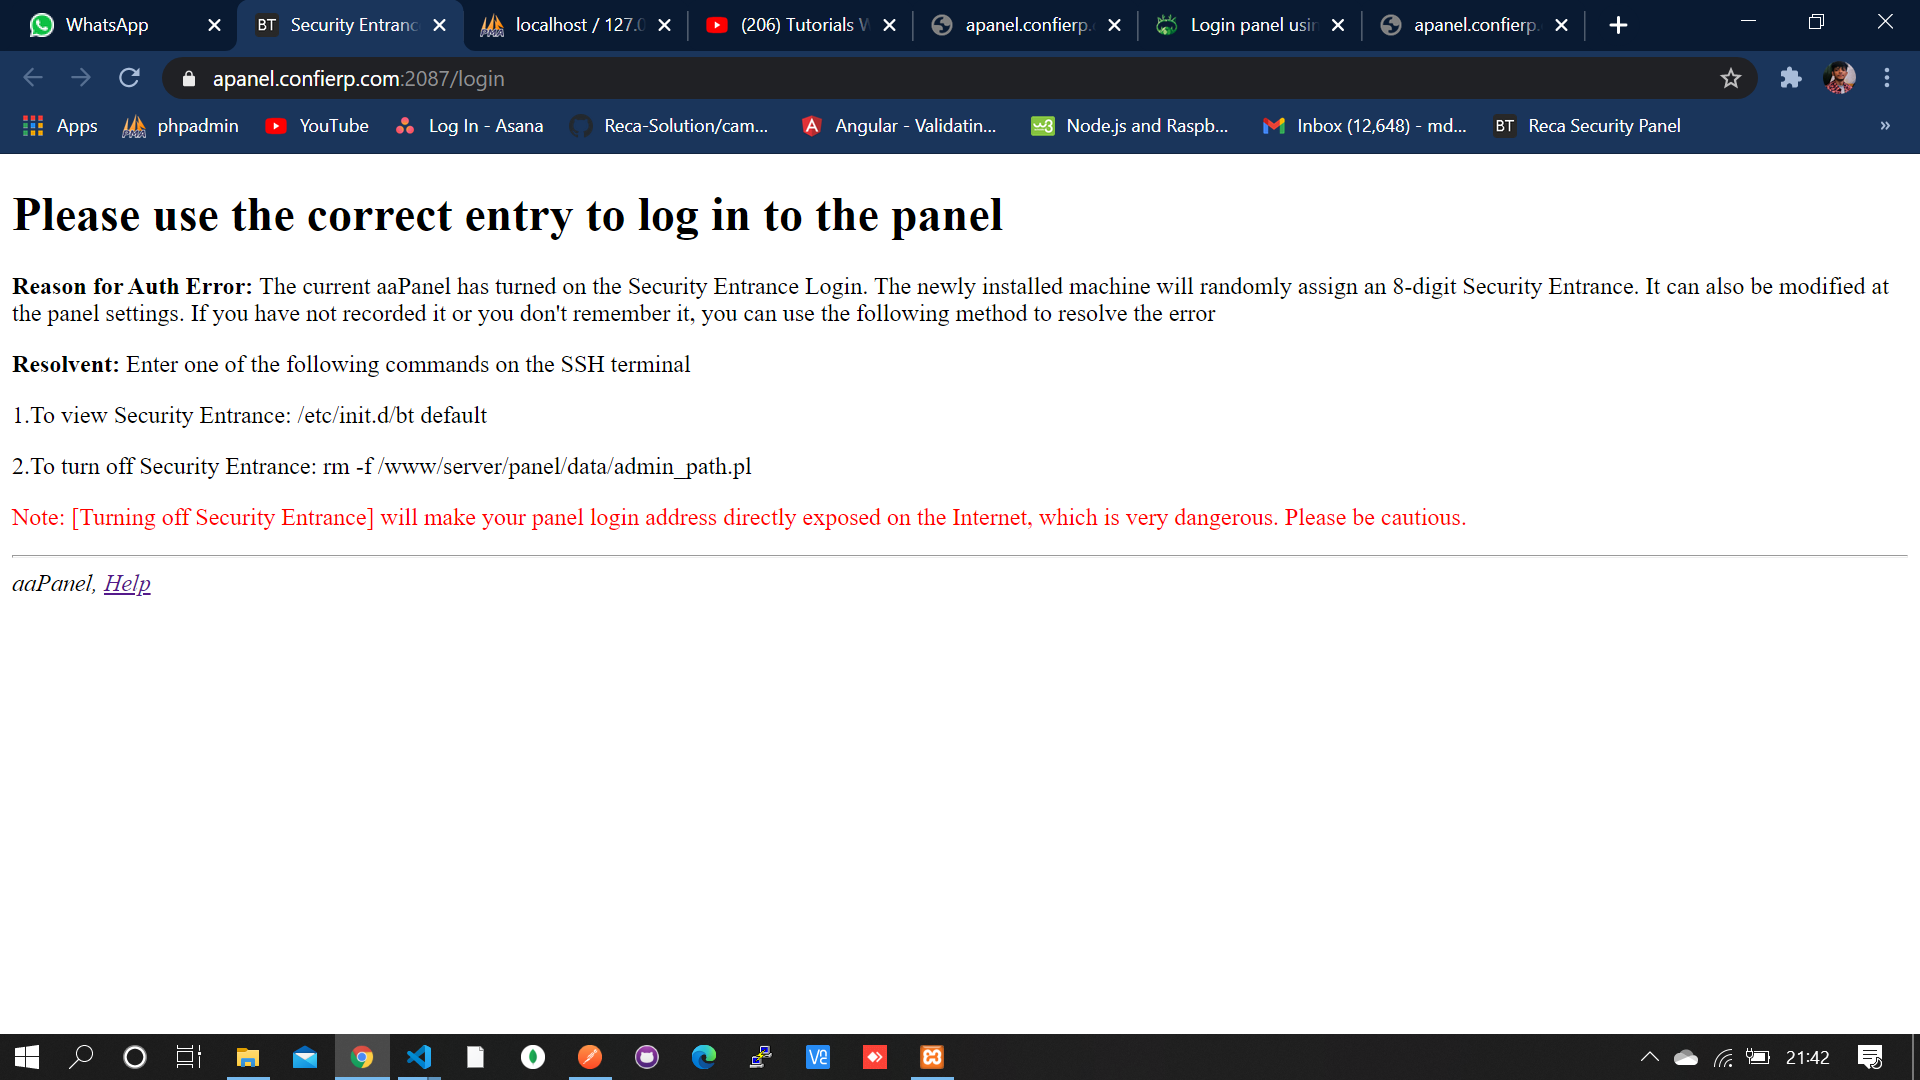 WhatsApp
BT Security Entranc
localhost / 127.0
(206) Tutorials W
apanel.confierp.
Login panel usin
apanel.confierp.
apanel.confierp.com:2087/login
Apps
phpadmin
YouTube
Log In - Asana
Reca-Solution/cam...
Angular - Validatin...
Node.js and Raspb...
Inbox (12,648) - md...
BT Reca Security Panel
»
Please use the correct entry to log in to the panel
Reason for Auth Error: The current aaPanel has turned on the Security Entrance Login. The newly installed machine will randomly assign an 8-digit Security Entrance. It can also be modified at
the panel settings. If you have not recorded it or you don't remember it, you can use the following method to resolve the error
Resolvent: Enter one of the following commands on the SSH terminal
1.To view Security Entrance: /etc/init.d/bt default
2.To turn off Security Entrance: rm -f /www/server/panel/data/admin_path.pl
Note: [Turning off Security Entrance] will make your panel login address directly exposed on the Internet, which is very dangerous. Please be cautious.
aaPanel, Help
21:42